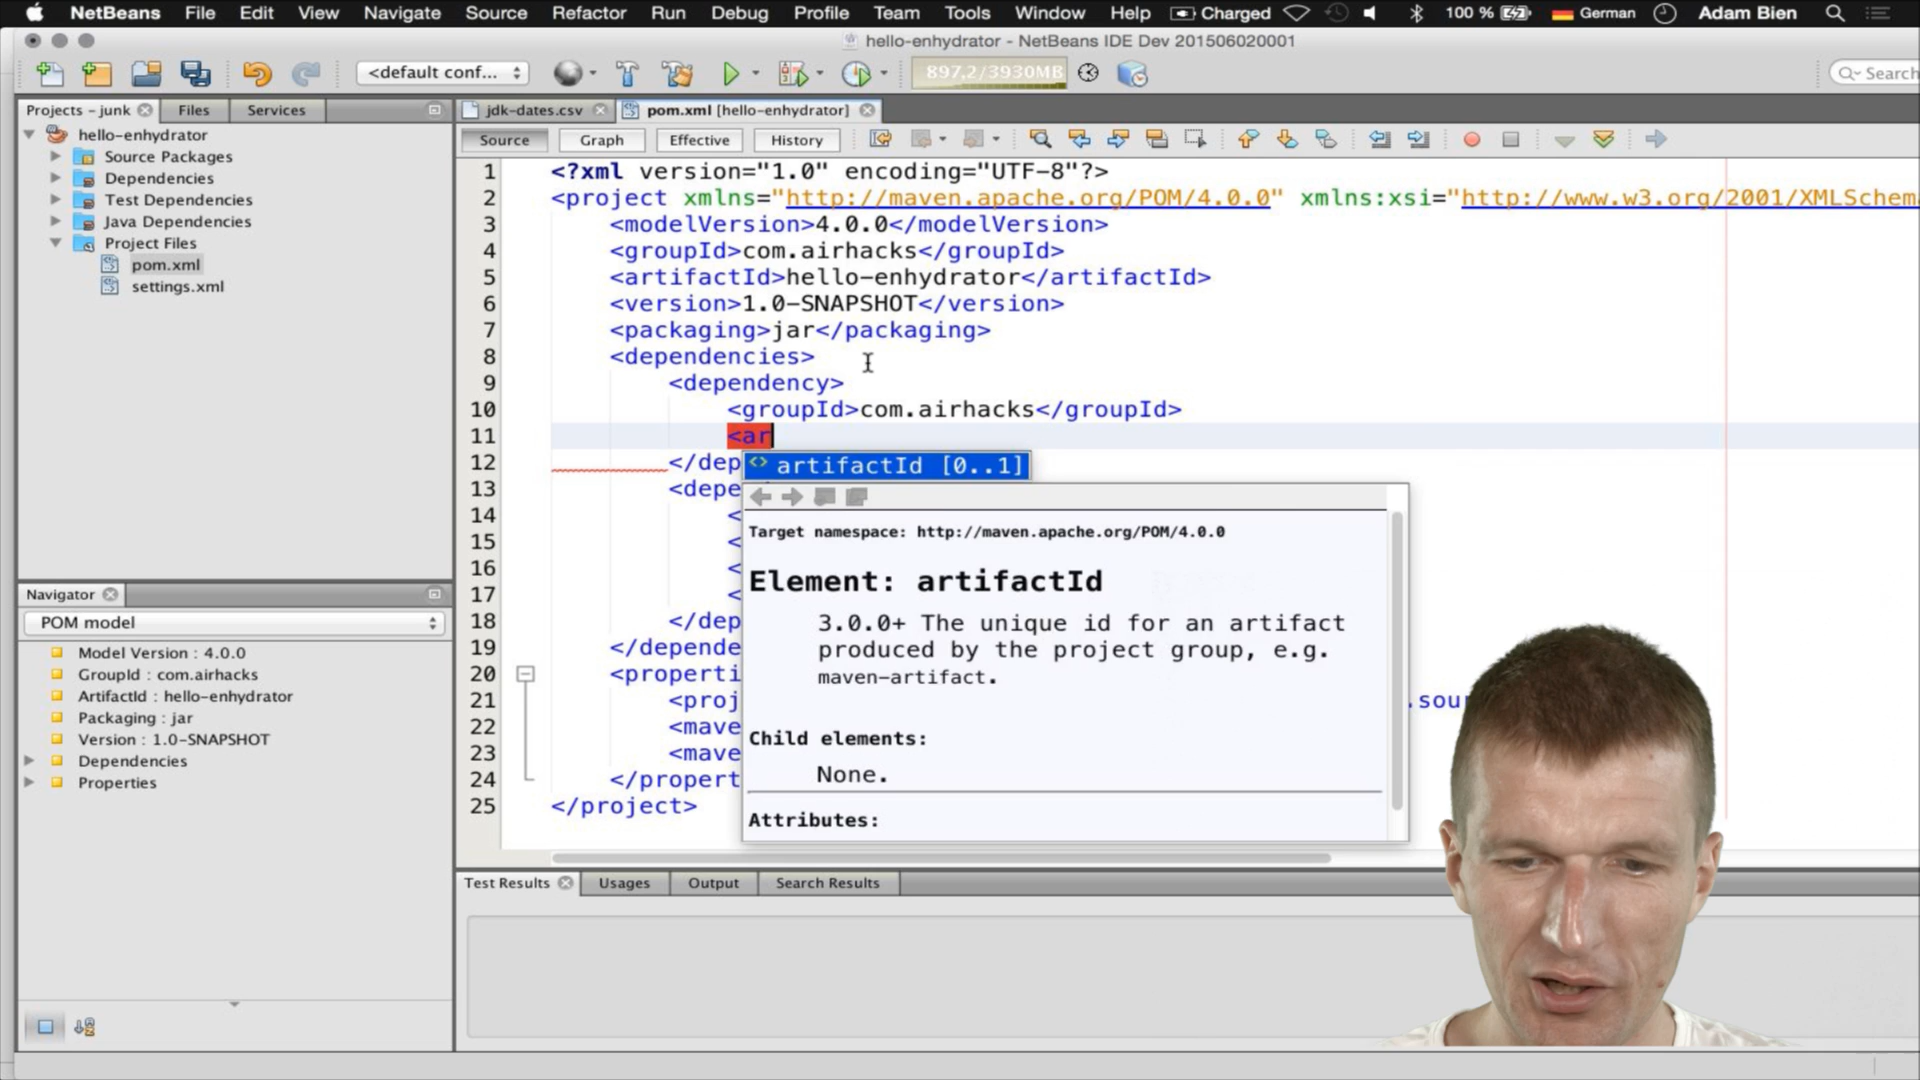 NetBeans File Edit View Navigate Source Refactor Run Debug Profile Team Tools Window Help Charged 100 % German Adam Bien
hello-enhydrator - NetBeans IDE Dev 201506020001
<default conf... 897,2/3930MB Search
Projects - junk Files Services
hello-enhydrator
Source Packages
Dependencies
Test Dependencies
Java Dependencies
Project Files
pom.xml
settings.xml
Navigator
POM model
Model Version : 4.0.0
GroupId : com.airhacks
ArtifactId : hello-enhydrator
Packaging : jar
Version : 1.0-SNAPSHOT
Dependencies
Properties
jdk-dates.csv pom.xml [hello-enhydrator]
Source Graph Effective History
1 <?xml version="1.0" encoding="UTF-8"?>
2 <project xmlns="http://maven.apache.org/POM/4.0.0" xmlns:xsi="http://www.w3.org/2001/XMLSchem
3 <modelVersion>4.0.0</modelVersion>
4 <groupId>com.airhacks</groupId>
5 <artifactId>hello-enhydrator</artifactId>
6 <version>1.0-SNAPSHOT</version>
7 <packaging>jar</packaging>
8 <dependencies>
9 <dependency>
10 <groupId>com.airhacks</groupId>
11 <ar
12 </dep
13 <depe
14 <
15 <
16 <
17 <
18 </dep
19 </depende
20 <properti
21 <proj .sour
22 <mave
23 <mave
24 </propert
25 </project>
artifactId [0..1]
Target namespace: http://maven.apache.org/POM/4.0.0
Element: artifactId
3.0.0+ The unique id for an artifact
produced by the project group, e.g.
maven-artifact.
Child elements:
None.
Attributes:
Test Results Usages Output Search Results